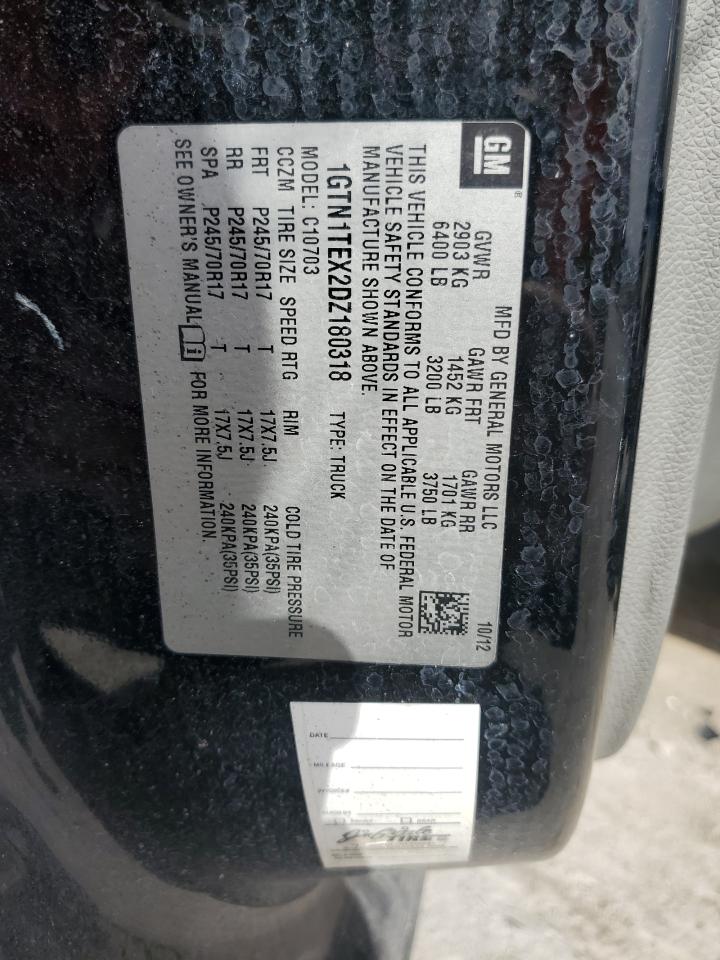 GM ®
MFD BY GENERAL MOTORS LLC 10/12
GVWR GAWR FRT GAWR RR
2903 KG 1452 KG 1701 KG
6400 LB 3200 LB 3750 LB
THIS VEHICLE CONFORMS TO ALL APPLICABLE U.S. FEDERAL MOTOR
VEHICLE SAFETY STANDARDS IN EFFECT ON THE DATE OF
MANUFACTURE SHOWN ABOVE.
1GTN1TEX2DZ180318 TYPE: TRUCK
MODEL: C10703
CCZM TIRE SIZE SPEED RTG RIM COLD TIRE PRESSURE
FRT P245/70R17 T 17X7.5J 240KPA(35PSI)
RR P245/70R17 T 17X7.5J 240KPA(35PSI)
SPA P245/70R17 T 17X7.5J 240KPA(35PSI)
SEE OWNER'S MANUAL i FOR MORE INFORMATION.
DATE
MILEAGE